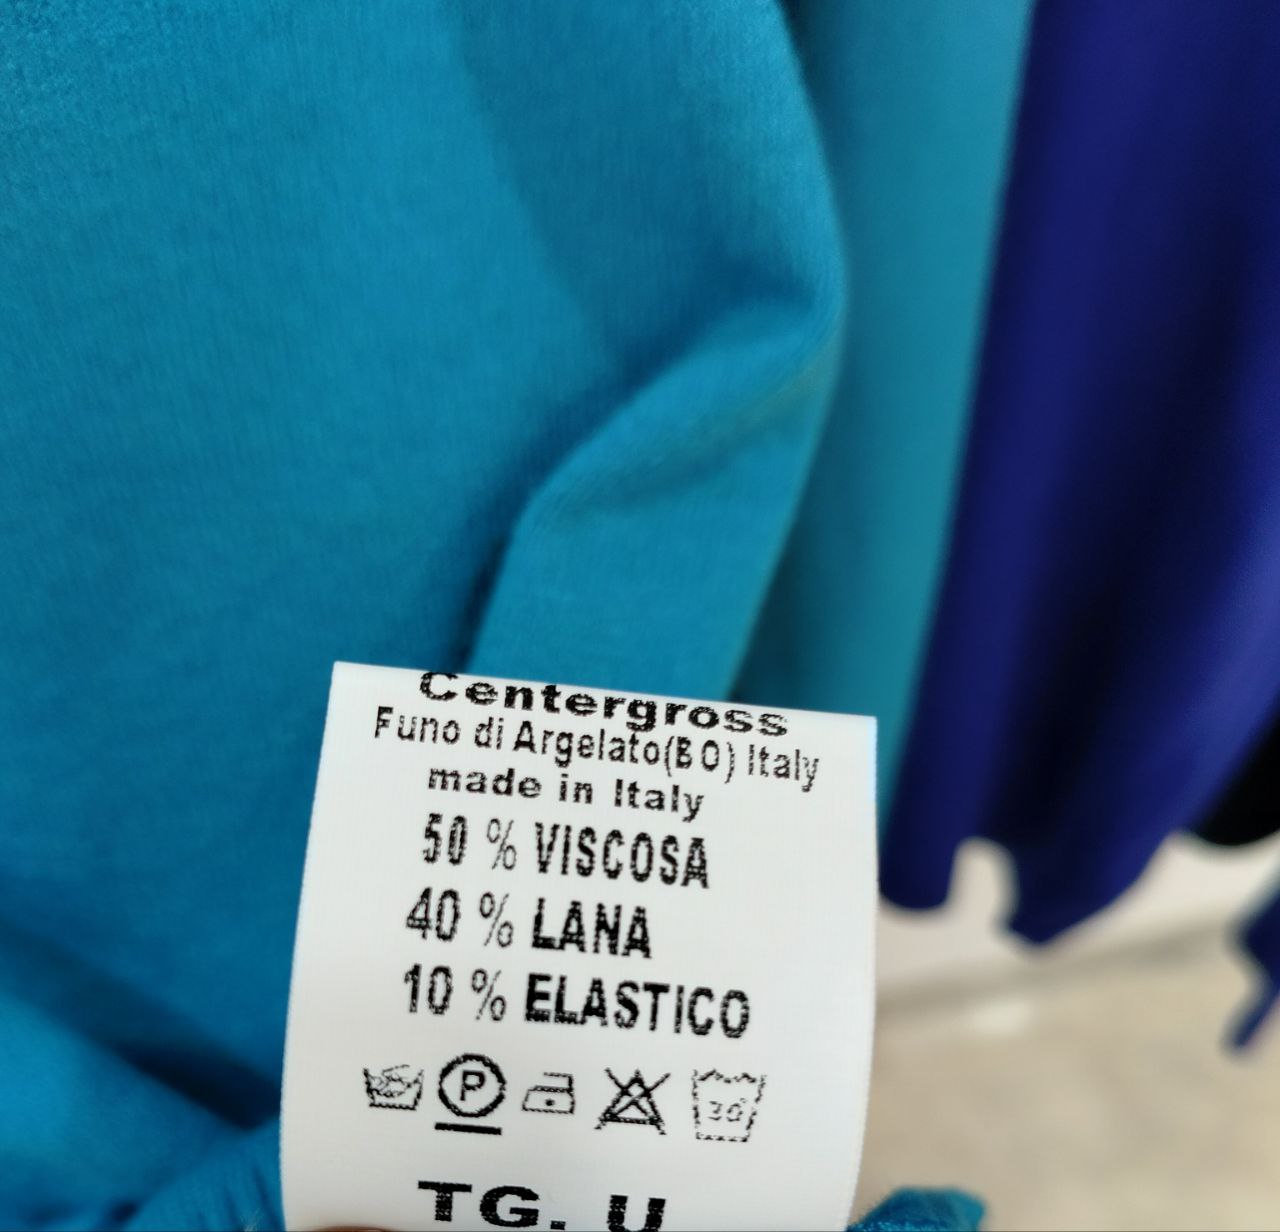 Centergross
Funo di Argelato(BO) Italy
made in Italy
50 % VISCOSA
40 % LANA
10 % ELASTICO
P 30°
TG. U